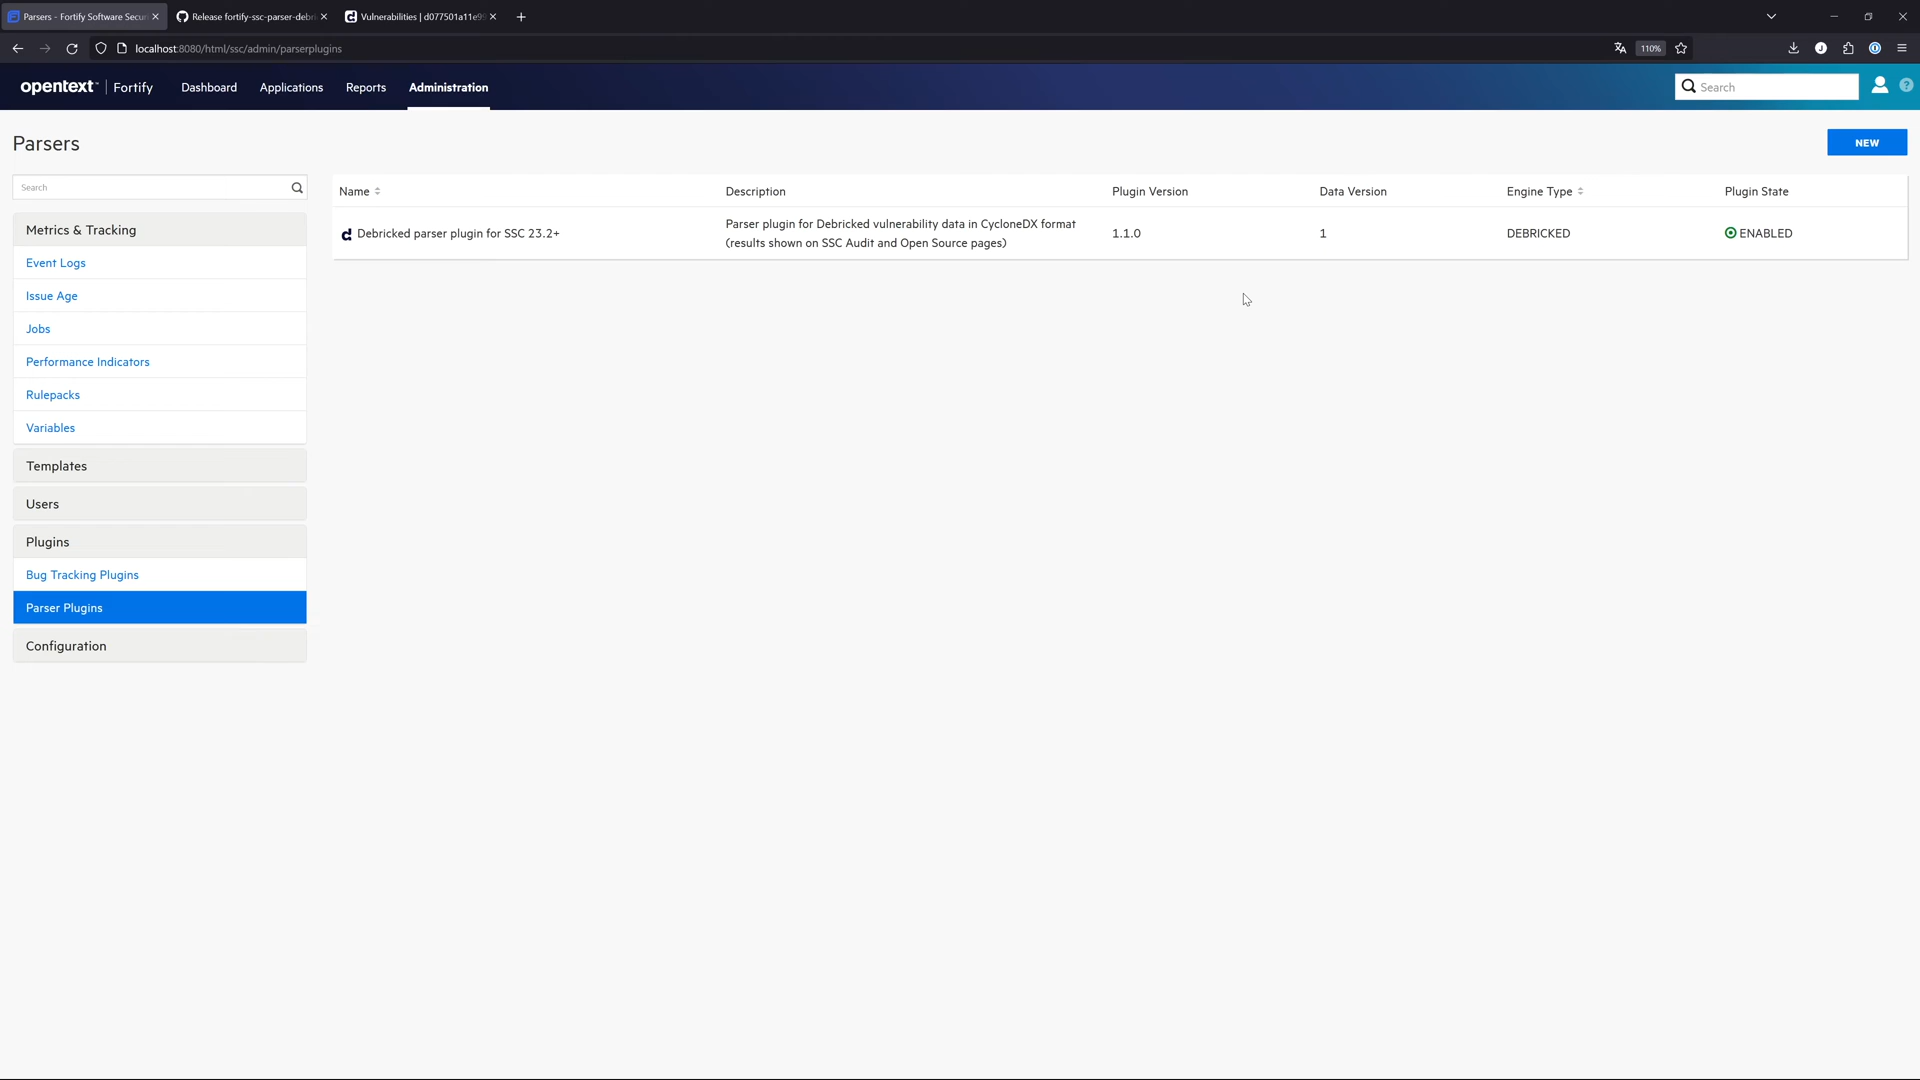 Parsers - Fortify Software Securi
Release fortify-ssc-parser-debri
Vulnerabilities | d077501a11e99
localhost:8080/html/ssc/admin/parserplugins
110%
opentext™ | Fortify
Dashboard
Applications
Reports
Administration
Search
Parsers
NEW
Search
Metrics & Tracking
Event Logs
Issue Age
Jobs
Performance Indicators
Rulepacks
Variables
Templates
Users
Plugins
Bug Tracking Plugins
Parser Plugins
Configuration
Name
Description
Plugin Version
Data Version
Engine Type
Plugin State
Debricked parser plugin for SSC 23.2+
Parser plugin for Debricked vulnerability data in CycloneDX format
(results shown on SSC Audit and Open Source pages)
1.1.0
1
DEBRICKED
ENABLED